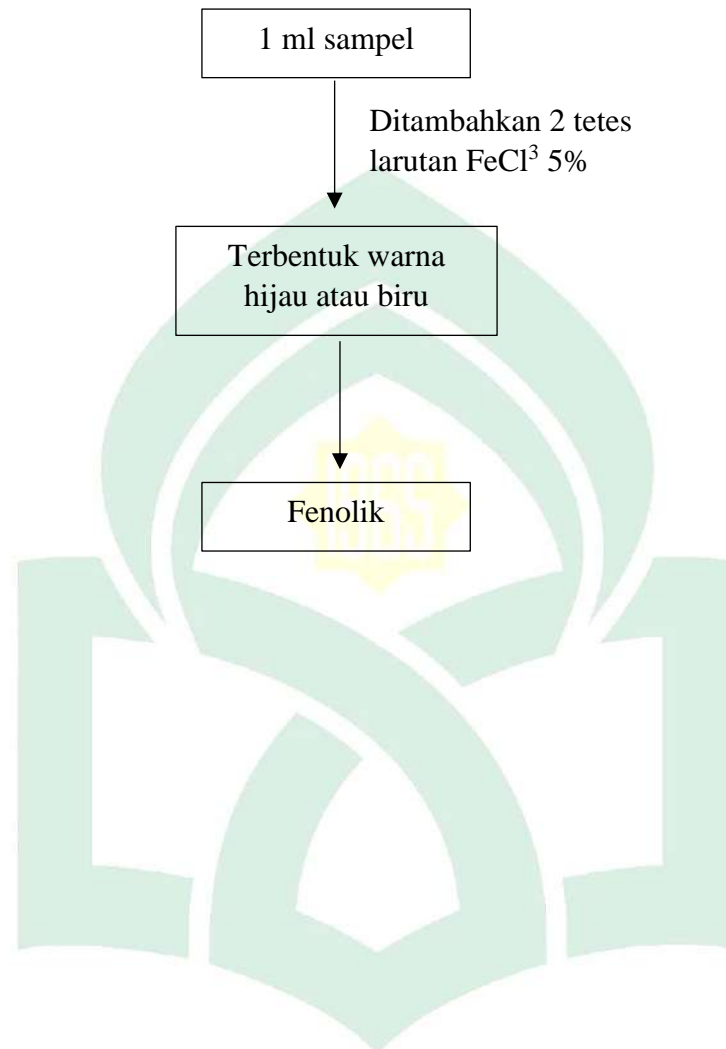 1 ml sampel
Ditambahkan 2 tetes
larutan FeCl³ 5%
Terbentuk warna
hijau atau biru
Fenolik